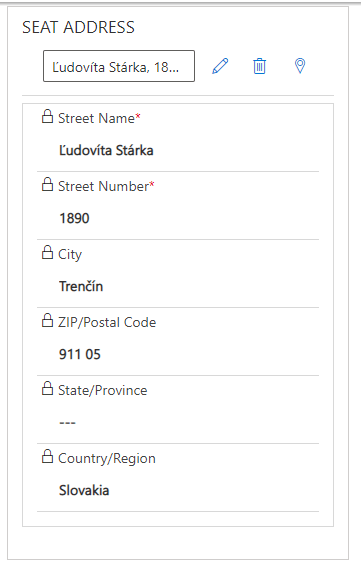 SEAT ADDRESS
Ľudovíta Stárka, 18...
Street Name*
Ľudovíta Stárka
Street Number*
1890
City
Trenčín
ZIP/Postal Code
911 05
State/Province
---
Country/Region
Slovakia